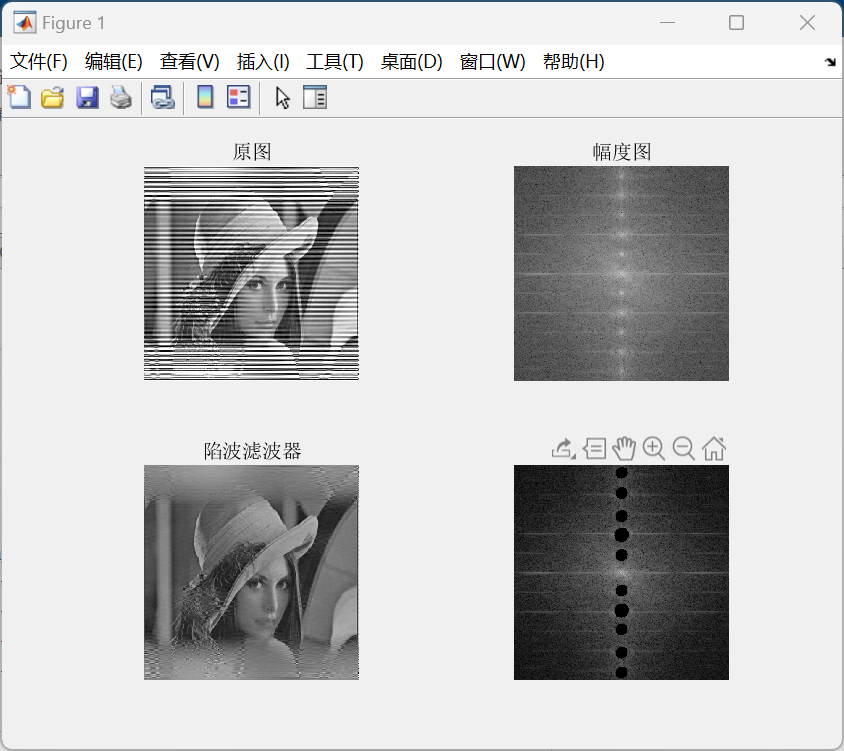 Figure 1
文件(F) 编辑(E) 查看(V) 插入(I) 工具(T) 桌面(D) 窗口(W) 帮助(H)
原图
幅度图
陷波滤波器